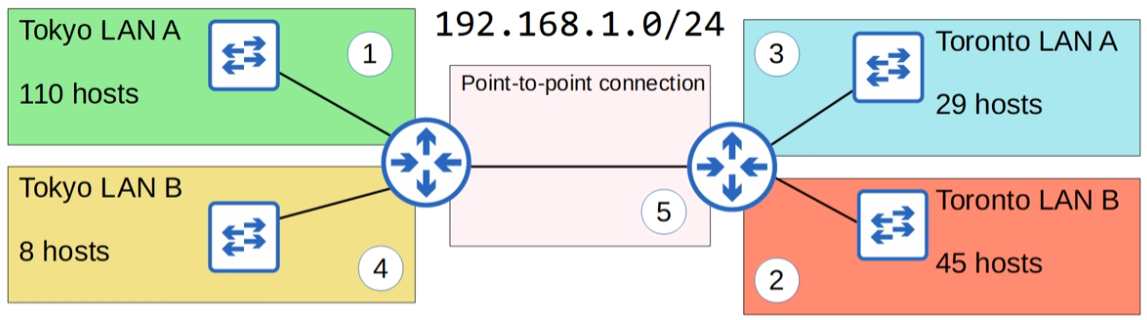 Tokyo LAN A
110 hosts
1
192.168.1.0/24
Point-to-point connection
5
3
Toronto LAN A
29 hosts
Tokyo LAN B
8 hosts
4
Toronto LAN B
45 hosts
2